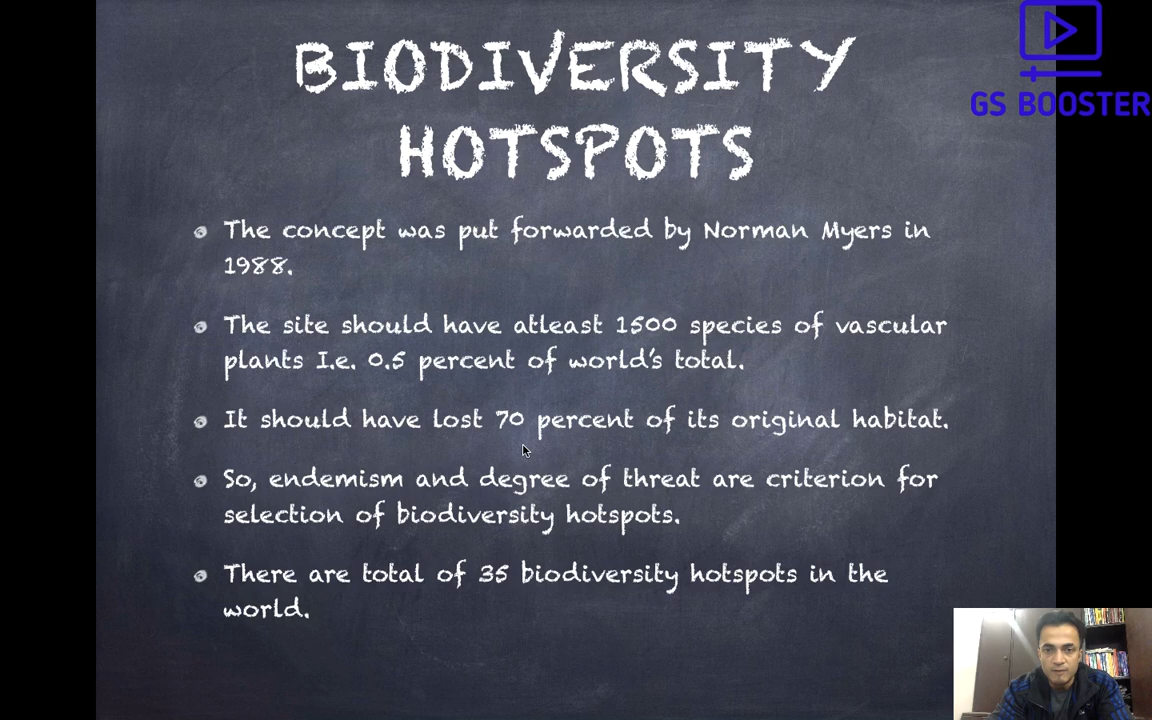 BIODIVERSITY
HOTSPOTS
GS BOOSTER
The concept was put forwarded by Norman Myers in
1988.
The site should have atleast 1500 species of vascular
plants I.e. 0.5 percent of world's total.
It should have lost 70 percent of its original habitat.
So, endemism and degree of threat are criterion for
selection of biodiversity hotspots.
There are total of 35 biodiversity hotspots in the
world.